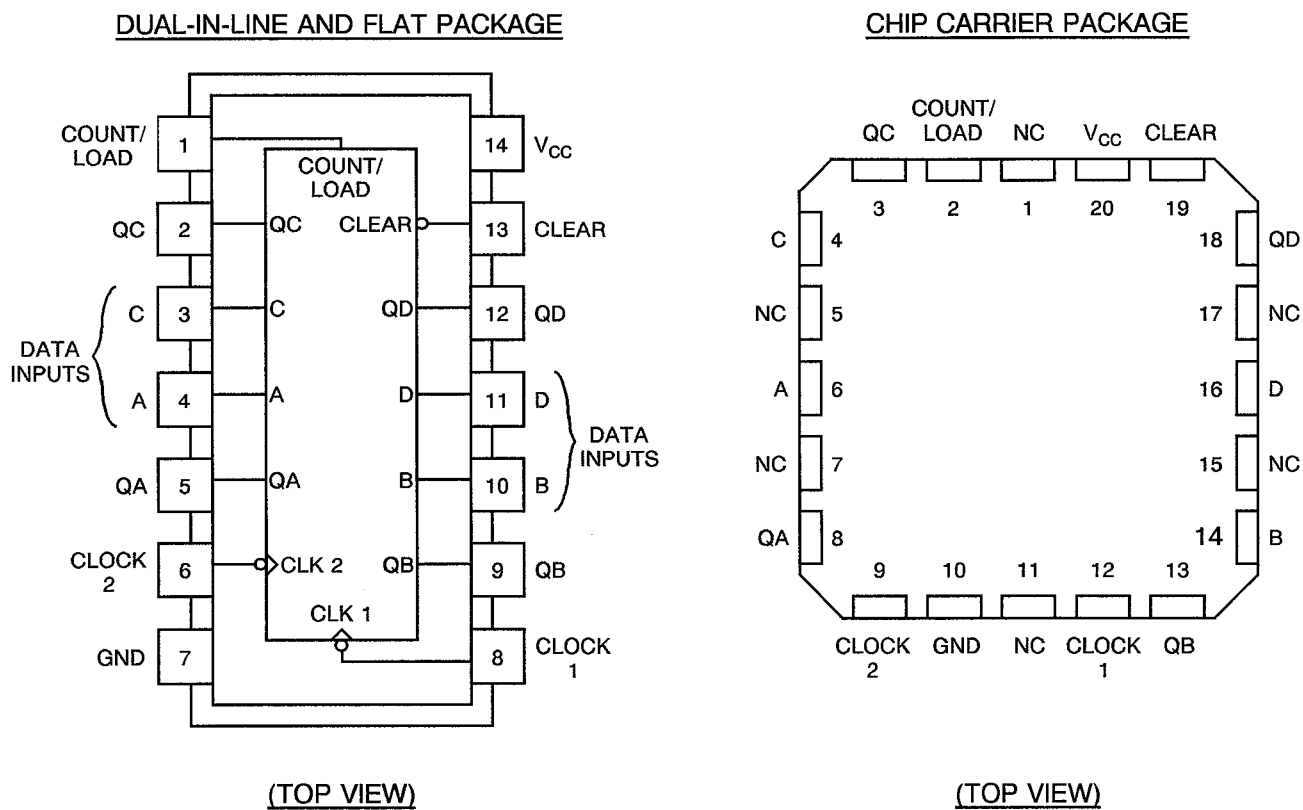 DUAL-IN-LINE AND FLAT PACKAGE
COUNT/
LOAD
1
14
VCC
COUNT/
LOAD
QC
2
QC
CLEAR
13
CLEAR
C
3
C
QD
12
QD
DATA
INPUTS
A
4
A
D
11
D
DATA
INPUTS
QA
5
QA
B
10
B
CLOCK
2
6
CLK 2
QB
9
QB
CLK 1
GND
7
8
CLOCK
1
(TOP VIEW)
CHIP CARRIER PACKAGE
QC
COUNT/
LOAD
NC
VCC
CLEAR
3
2
1
20
19
C
4
18
QD
NC
5
17
NC
A
6
16
D
NC
7
15
NC
QA
8
14
B
9
10
11
12
13
CLOCK
2
GND
NC
CLOCK
1
QB
(TOP VIEW)